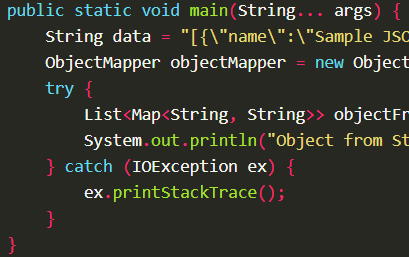 public static void main(String... args) {
String data = "[{\"name\":\"Sample JSO
ObjectMapper objectMapper = new Object
try {
List<Map<String, String>> objectFr
System.out.println("Object from St
} catch (IOException ex) {
ex.printStackTrace();
}
}